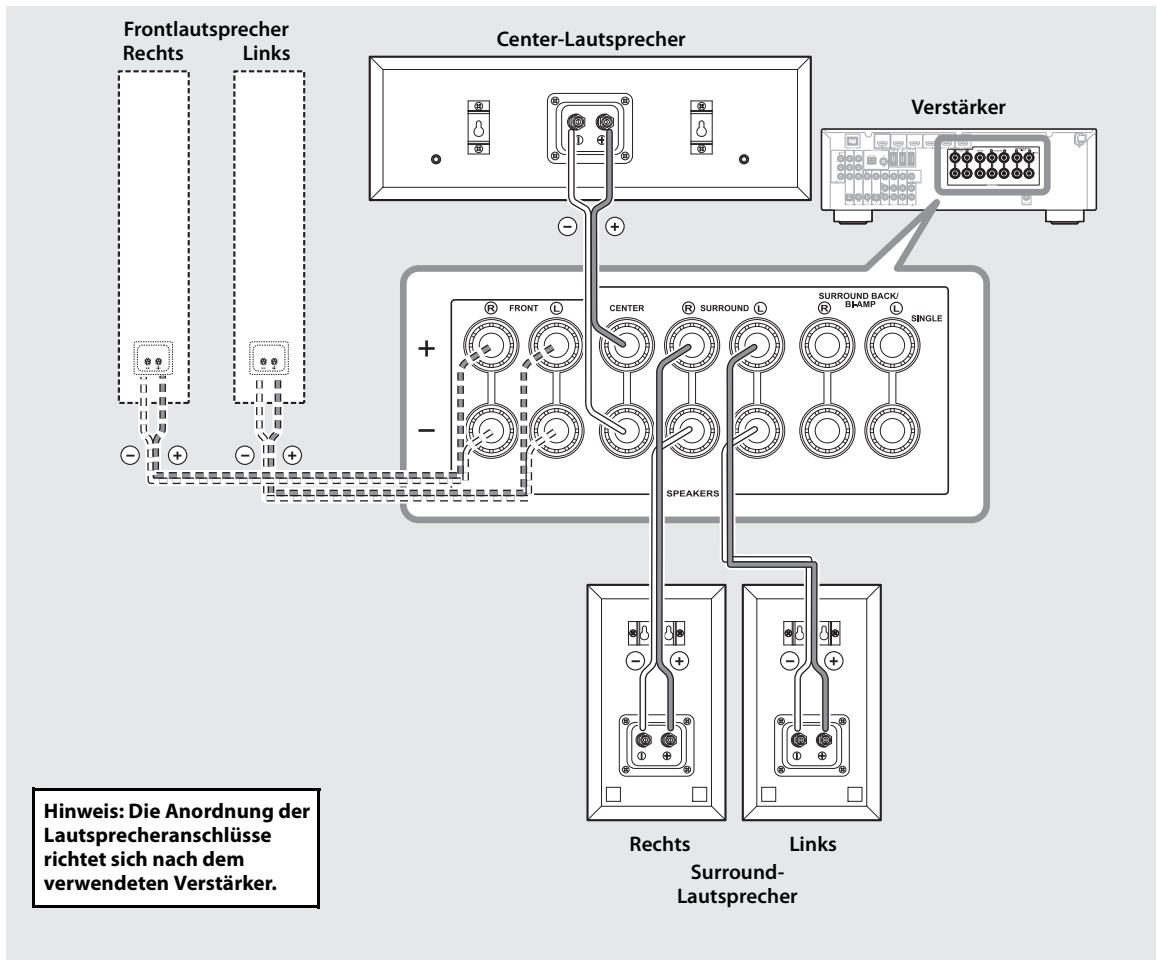 Frontlautsprecher
Rechts Links
Center-Lautsprecher
Verstärker
R FRONT L
CENTER
R SURROUND L
SURROUND BACK/
BI-AMP
R L
SINGLE
+
−
− +
− +
− +
SPEAKERS
− +
− +
Rechts Links
Surround-
Lautsprecher
Hinweis: Die Anordnung der
Lautsprecheranschlüsse
richtet sich nach dem
verwendeten Verstärker.